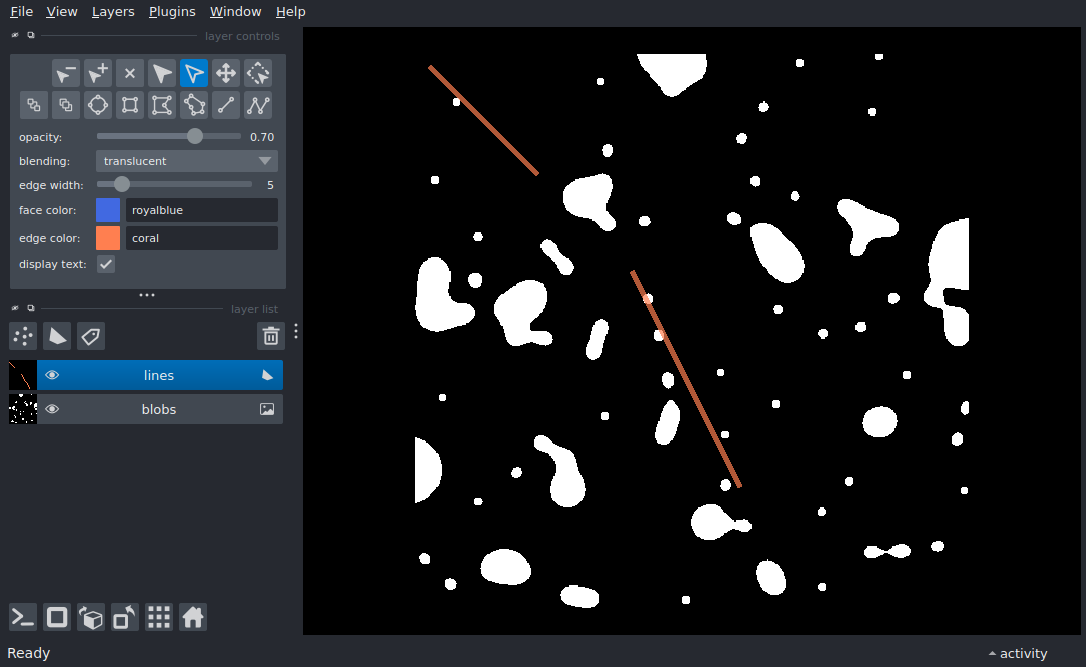 File View Layers Plugins Window Help
layer controls
opacity: 0.70
blending: translucent
edge width: 5
face color: royalblue
edge color: coral
display text:
layer list
lines
blobs
Ready
activity